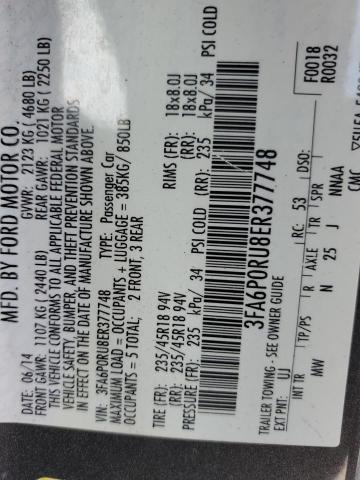 MFD. BY FORD MOTOR CO.
DATE: 06/14 GVWR: 2123 KG ( 4680 LB)
FRONT GAWR: 1107 KG ( 2440 LB) REAR GAWR: 1021 KG ( 2250 LB)
THIS VEHICLE CONFORMS TO ALL APPLICABLE FEDERAL MOTOR
VEHICLE SAFETY, BUMPER, AND THEFT PREVENTION STANDARDS
IN EFFECT ON THE DATE OF MANUFACTURE SHOWN ABOVE.
VIN: 3FA6P0RU8ER377748 TYPE: Passenger Car
MAXIMUM LOAD = OCCUPANTS + LUGGAGE = 385KG/ 850LB
OCCUPANTS = 5 TOTAL; 2 FRONT, 3 REAR
TIRE (FR): 235/45R18 94V RIMS (FR): 18x8.0J
(RR): 235/45R18 94V (RR): 18x8.0J
PRESSURE (FR): 235 kPa/ 34 PSI COLD (RR): 235 kPa/ 34 PSI COLD
3FA6P0RU8ER377748
F0018
R0032
TRAILER TOWING - SEE OWNER GUIDE
EXT PNT: UJ RC: 53 DSO:
INT TR TP/PS R AXLE TR SPR
MW N 25 J NNAA